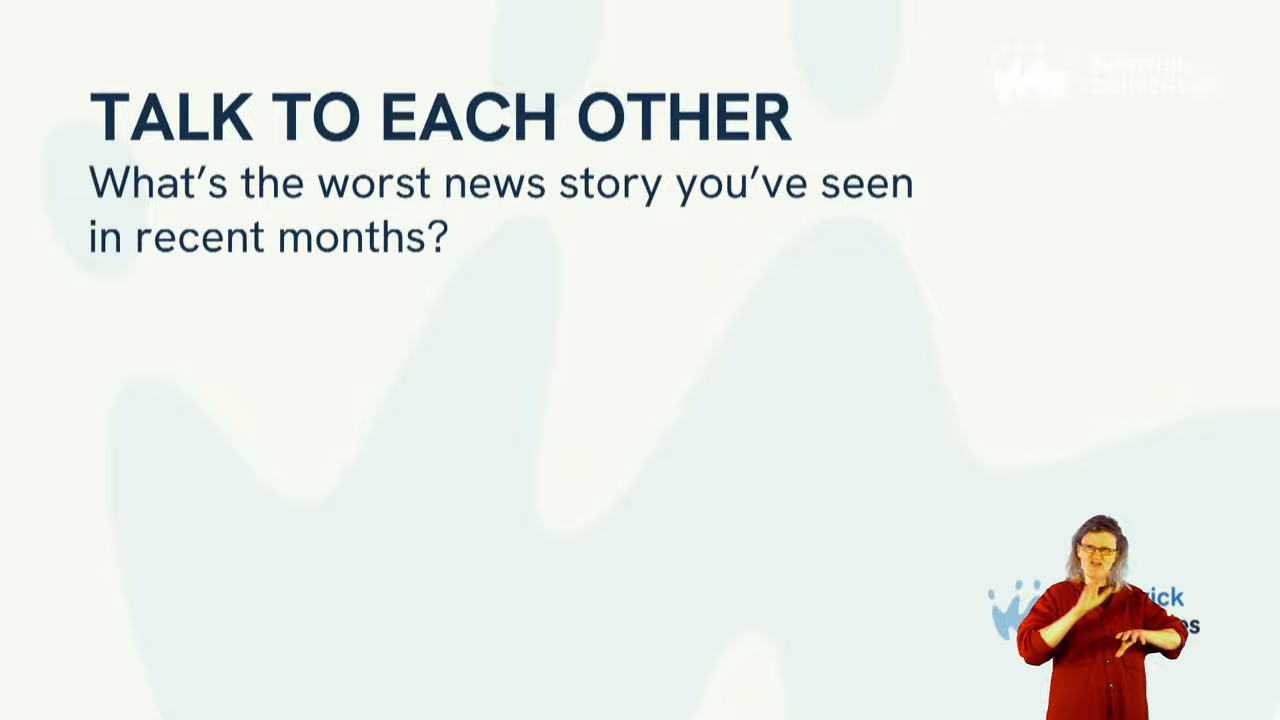 TALK TO EACH OTHER
What’s the worst news story you’ve seen
in recent months?